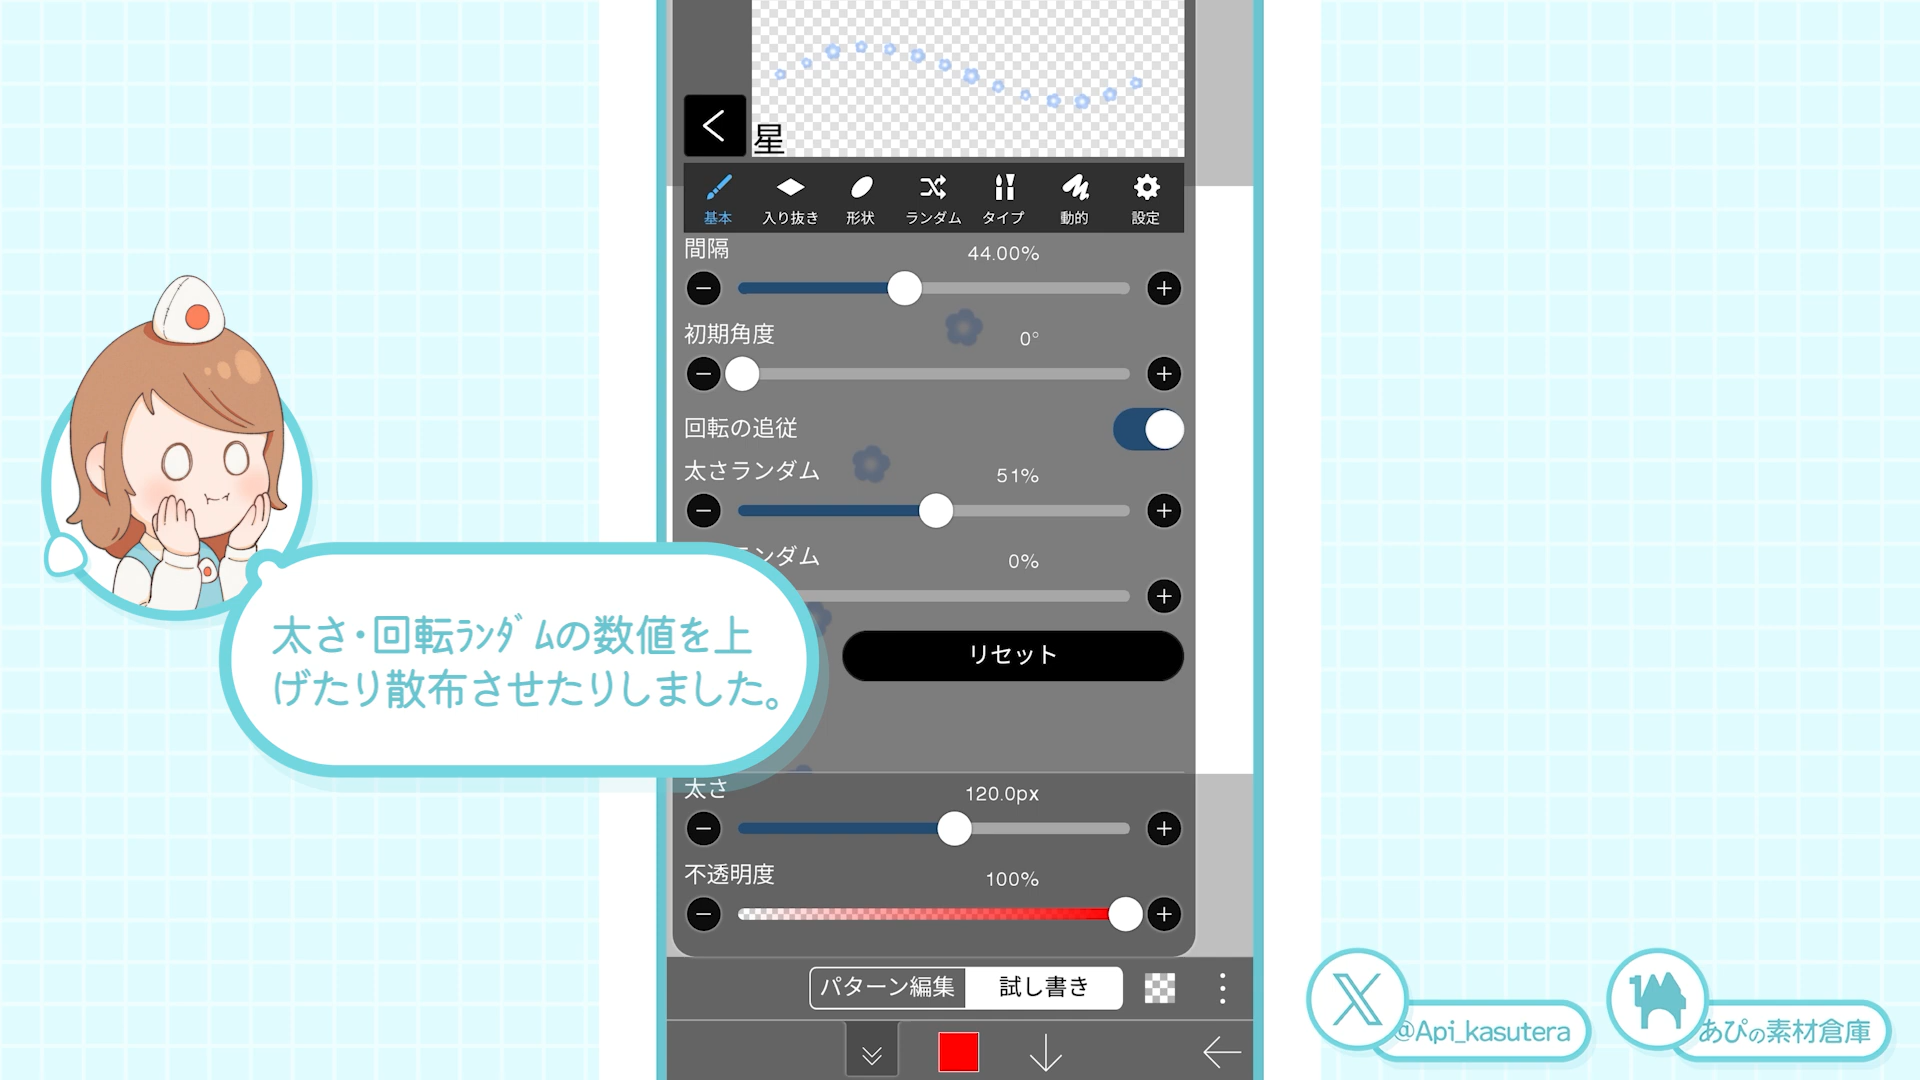 星
基本 入り抜き 形状 ランダム タイプ 動的 設定
間隔 44.00%
初期角度 0°
回転の追従
太さランダム 51%
ンダム 0%
リセット
太さ・回転ﾗﾝﾀﾞﾑの数値を上
げたり散布させたりしました。
太さ 120.0px
不透明度 100%
パターン編集 試し書き
@Api_kasutera
あぴの素材倉庫